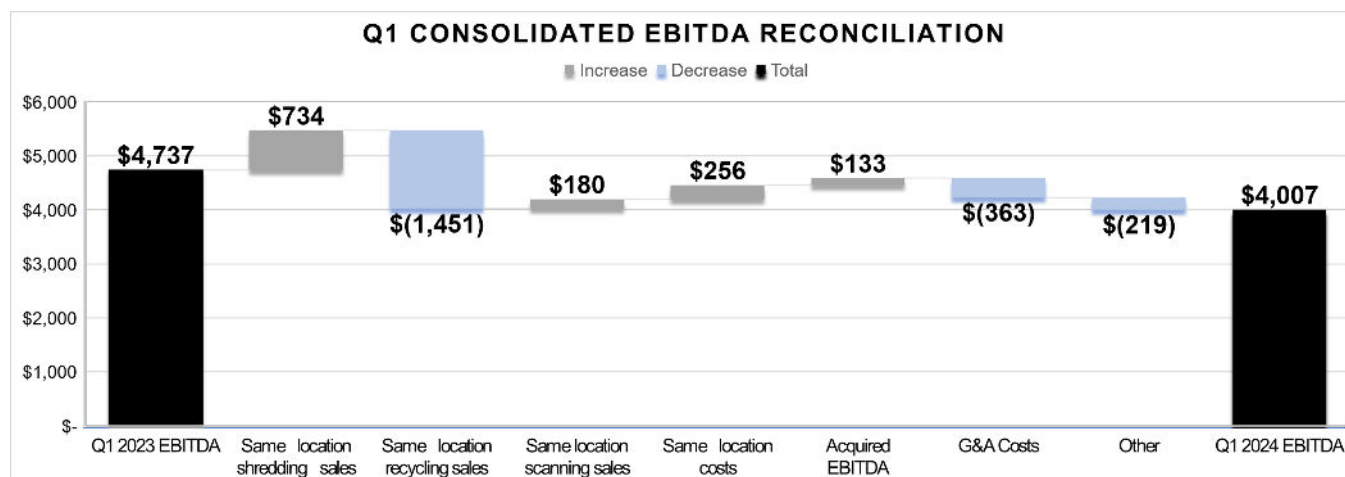 Q1 CONSOLIDATED EBITDA RECONCILIATION
Increase Decrease Total
$6,000
$5,000
$4,000
$3,000
$2,000
$1,000
$-
$4,737
$734
$(1,451)
$180
$256
$133
$(363)
$(219)
$4,007
Q1 2023 EBITDA
Same location
shredding sales
Same location
recycling sales
Same location
scanning sales
Same location
costs
Acquired
EBITDA
G&A Costs
Other
Q1 2024 EBITDA